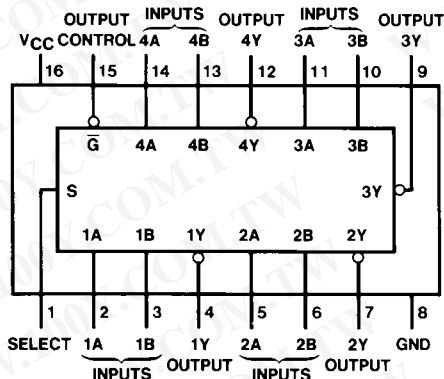 OUTPUT INPUTS OUTPUT INPUTS OUTPUT
VCC CONTROL 4A 4B 4Y 3A 3B 3Y
16 15 14 13 12 11 10 9
G 4A 4B 4Y 3A 3B
S 3Y
1A 1B 1Y 2A 2B 2Y
1 2 3 4 5 6 7 8
SELECT 1A 1B 1Y 2A 2B 2Y GND
INPUTS OUTPUT INPUTS OUTPUT